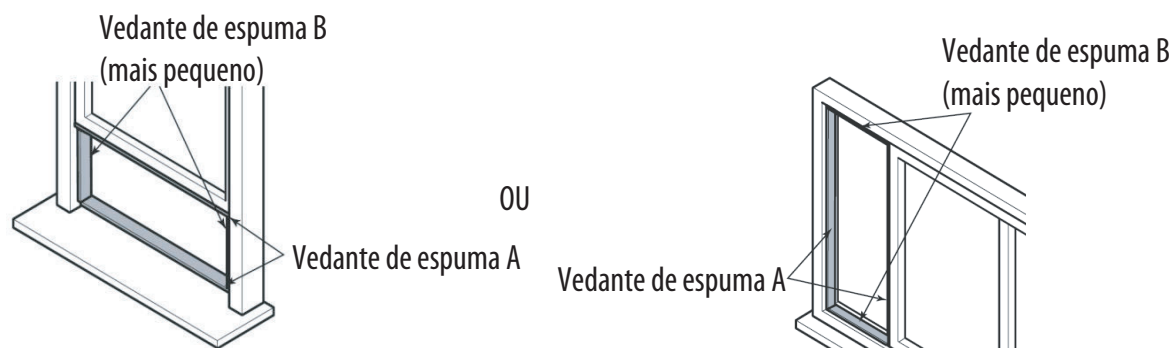 Vedante de espuma B
(mais pequeno)
Vedante de espuma A
OU
Vedante de espuma B
(mais pequeno)
Vedante de espuma A